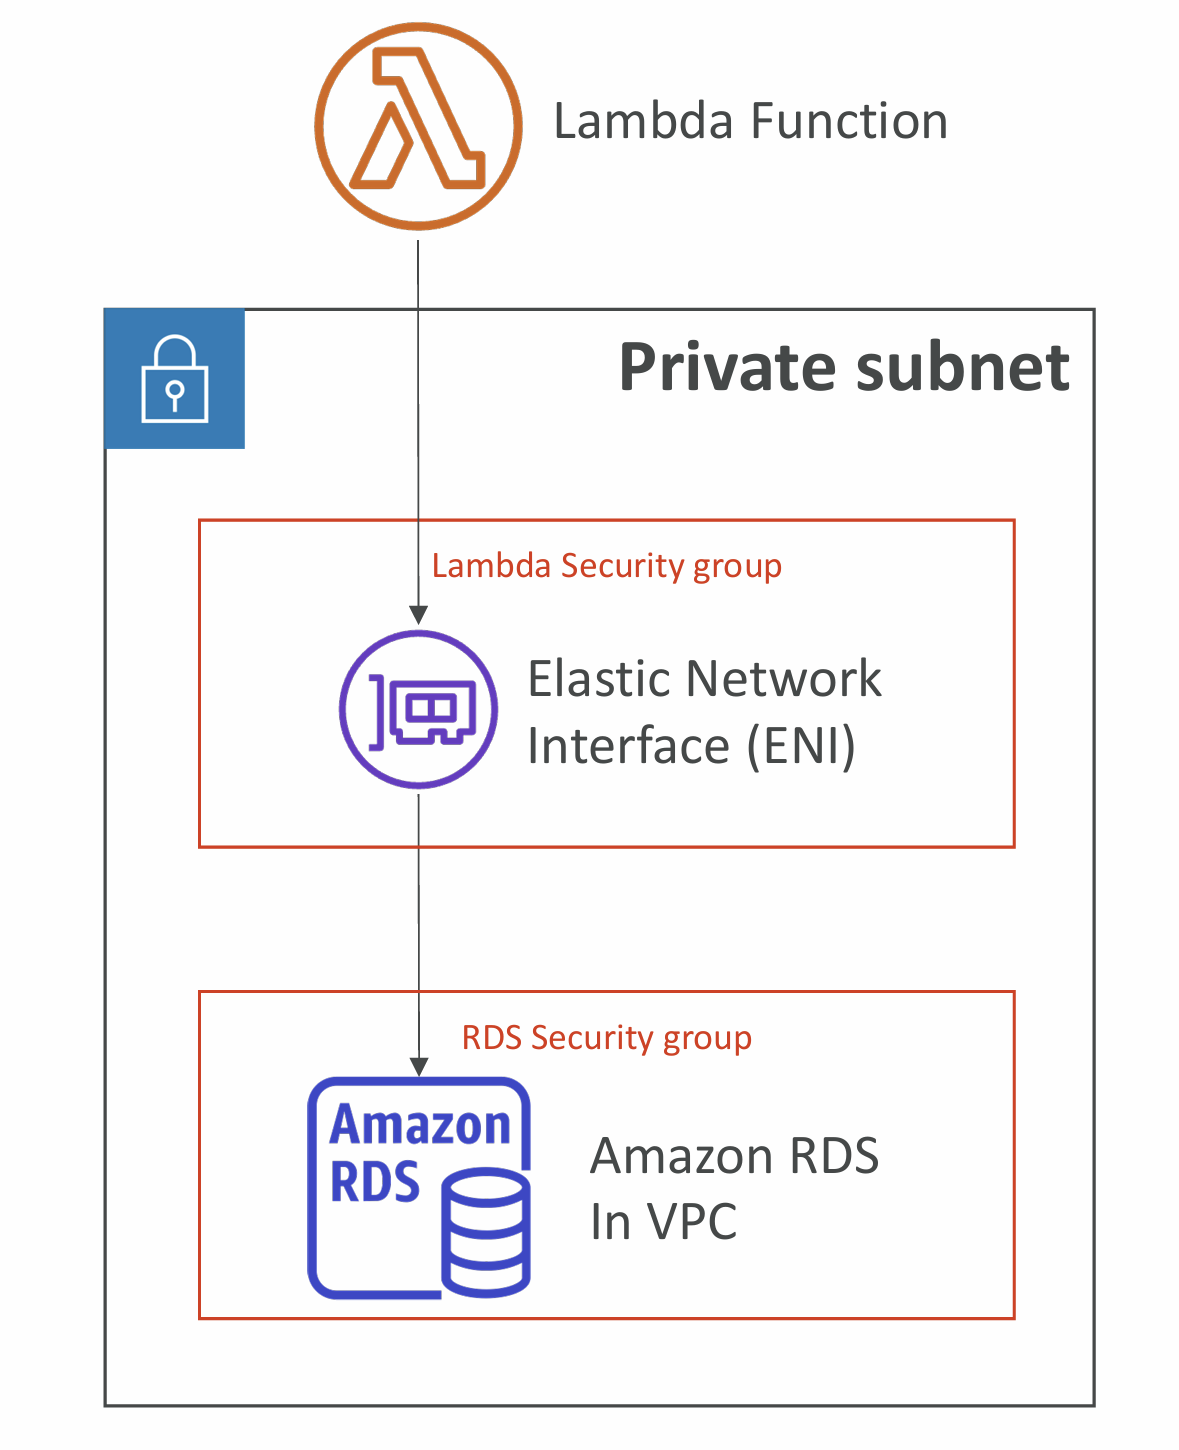 Lambda Function
Private subnet
Lambda Security group
Elastic Network
Interface (ENI)
RDS Security group
Amazon
RDS
Amazon RDS
In VPC